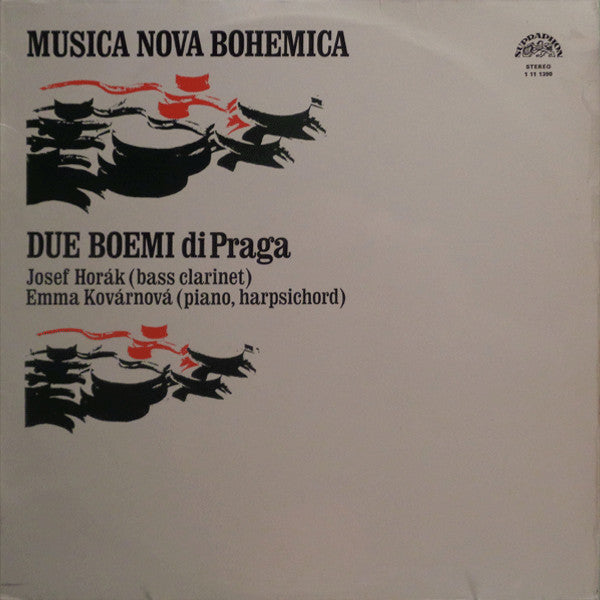 MUSICA NOVA BOHEMICA
SUPRAPHON
STEREO
1 11 1390
DUE BOEMI di Praga
Josef Horák (bass clarinet)
Emma Kovárnová (piano, harpsichord)